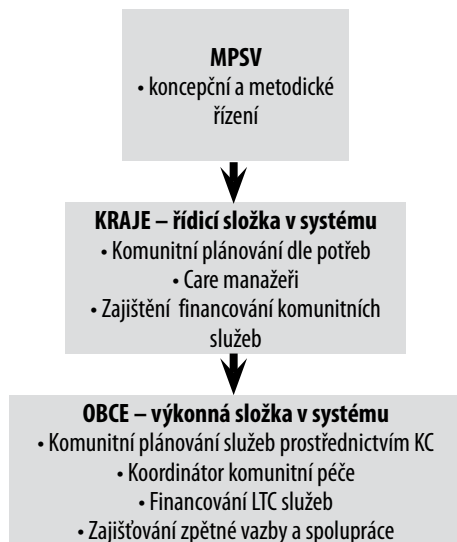 MPSV
• koncepční a metodické
řízení
KRAJE – řídicí složka v systému
• Komunitní plánování dle potřeb
• Care manažeři
• Zajištění financování komunitních
služeb
OBCE – výkonná složka v systému
• Komunitní plánování služeb prostřednictvím KC
• Koordinátor komunitní péče
• Financování LTC služeb
• Zajišťování zpětné vazby a spolupráce